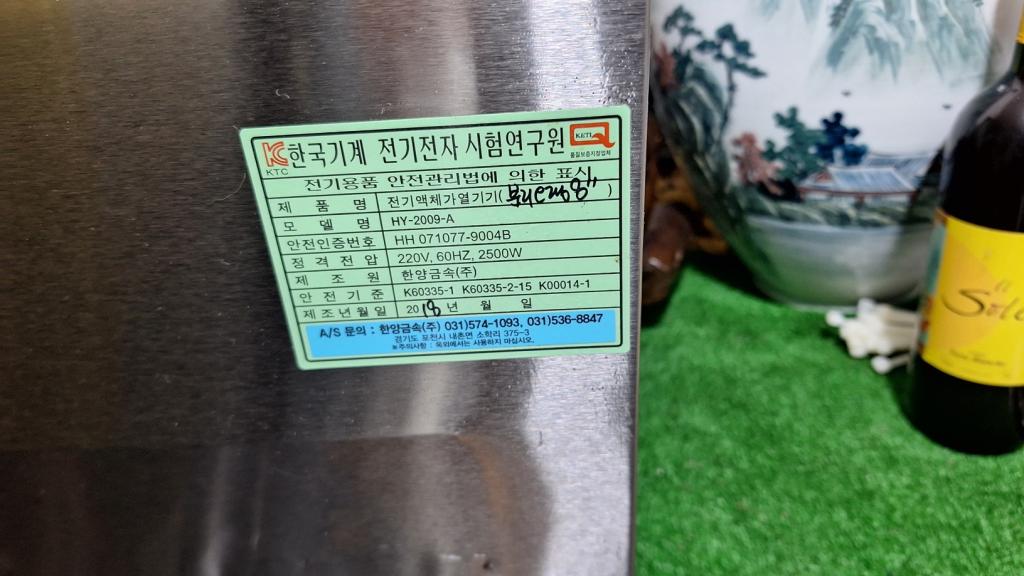 KTC 한국기계 전기전자 시험연구원 KETI Q
품질보증지정업체
전기용품 안전관리법에 의한 표시
제 품 명 전기액체가열기기( )
모 델 명 HY-2009-A
안전인증번호 HH 071077-9004B
정 격 전 압 220V, 60HZ, 2500W
제 조 원 한양금속(주)
안 전 기 준 K60335-1 K60335-2-15 K00014-1
제조년월일 2018 년 월 일
A/S 문의 : 한양금속(주) 031)574-1093, 031)536-8847
경기도 포천시 내촌면 소학리 375-3
※주의사항 : 옥외에서는 사용하지 마십시오.